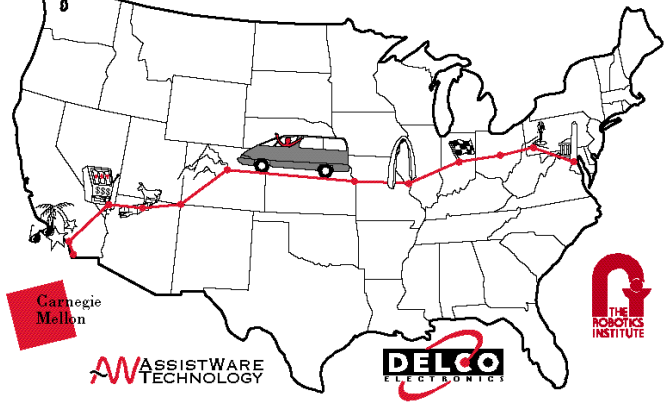 $$$
Carnegie
Mellon
THE
ROBOTICS
INSTITUTE
ASSISTWARE
TECHNOLOGY
DELCO
ELECTRONICS